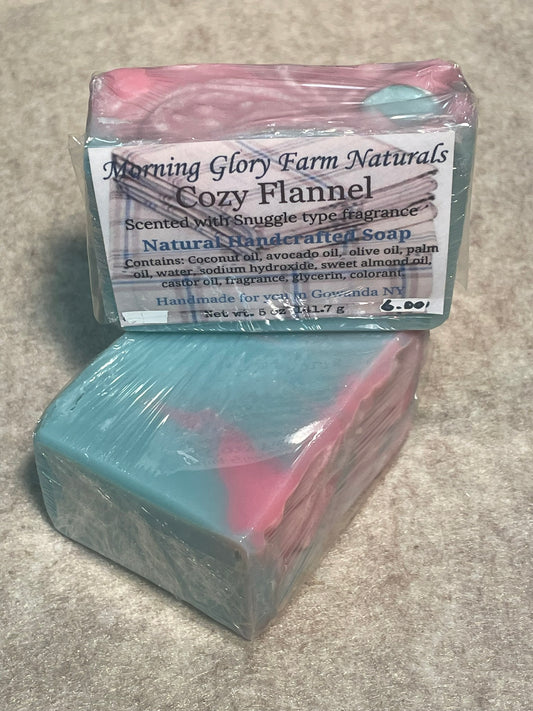 Morning Glory Farm Naturals
Cozy Flannel
Scented with Snuggle type fragrance
Natural Handcrafted Soap
Contains: Coconut oil, avocado oil, olive oil, palm
oil, water, sodium hydroxide, sweet almond oil,
castor oil, fragrance, glycerin, colorant.
Handmade for you in Gowanda NY
Net wt. 5 oz 141.7 g
6.00